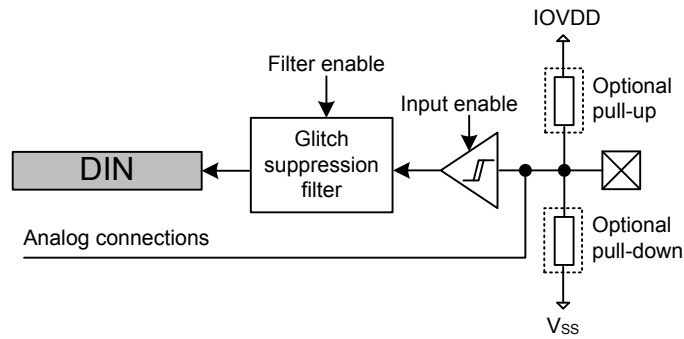 IOVDD
Filter enable
Optional
pull-up
Input enable
Glitch
suppression
filter
DIN
Analog connections
Optional
pull-down
VSS